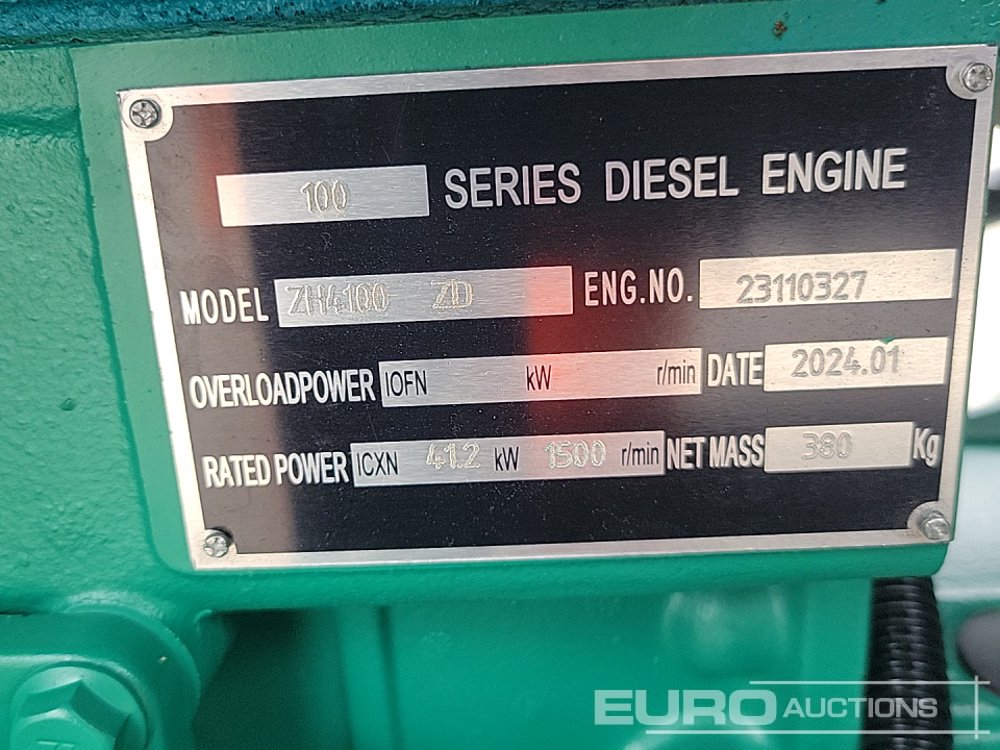 100 SERIES DIESEL ENGINE
MODEL ZH4100 ZD ENG.NO. 23110327
OVERLOADPOWER IOFN kW r/min DATE 2024.01
RATED POWER ICXN 41.2 kW 1500 r/min NET MASS 380 Kg
EURO AUCTIONS